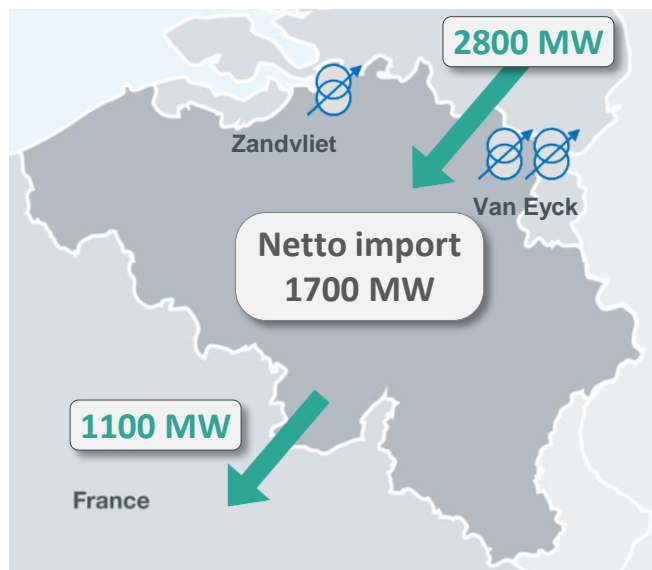 2800 MW
Zandvliet
Van Eyck
Netto import
1700 MW
1100 MW
France